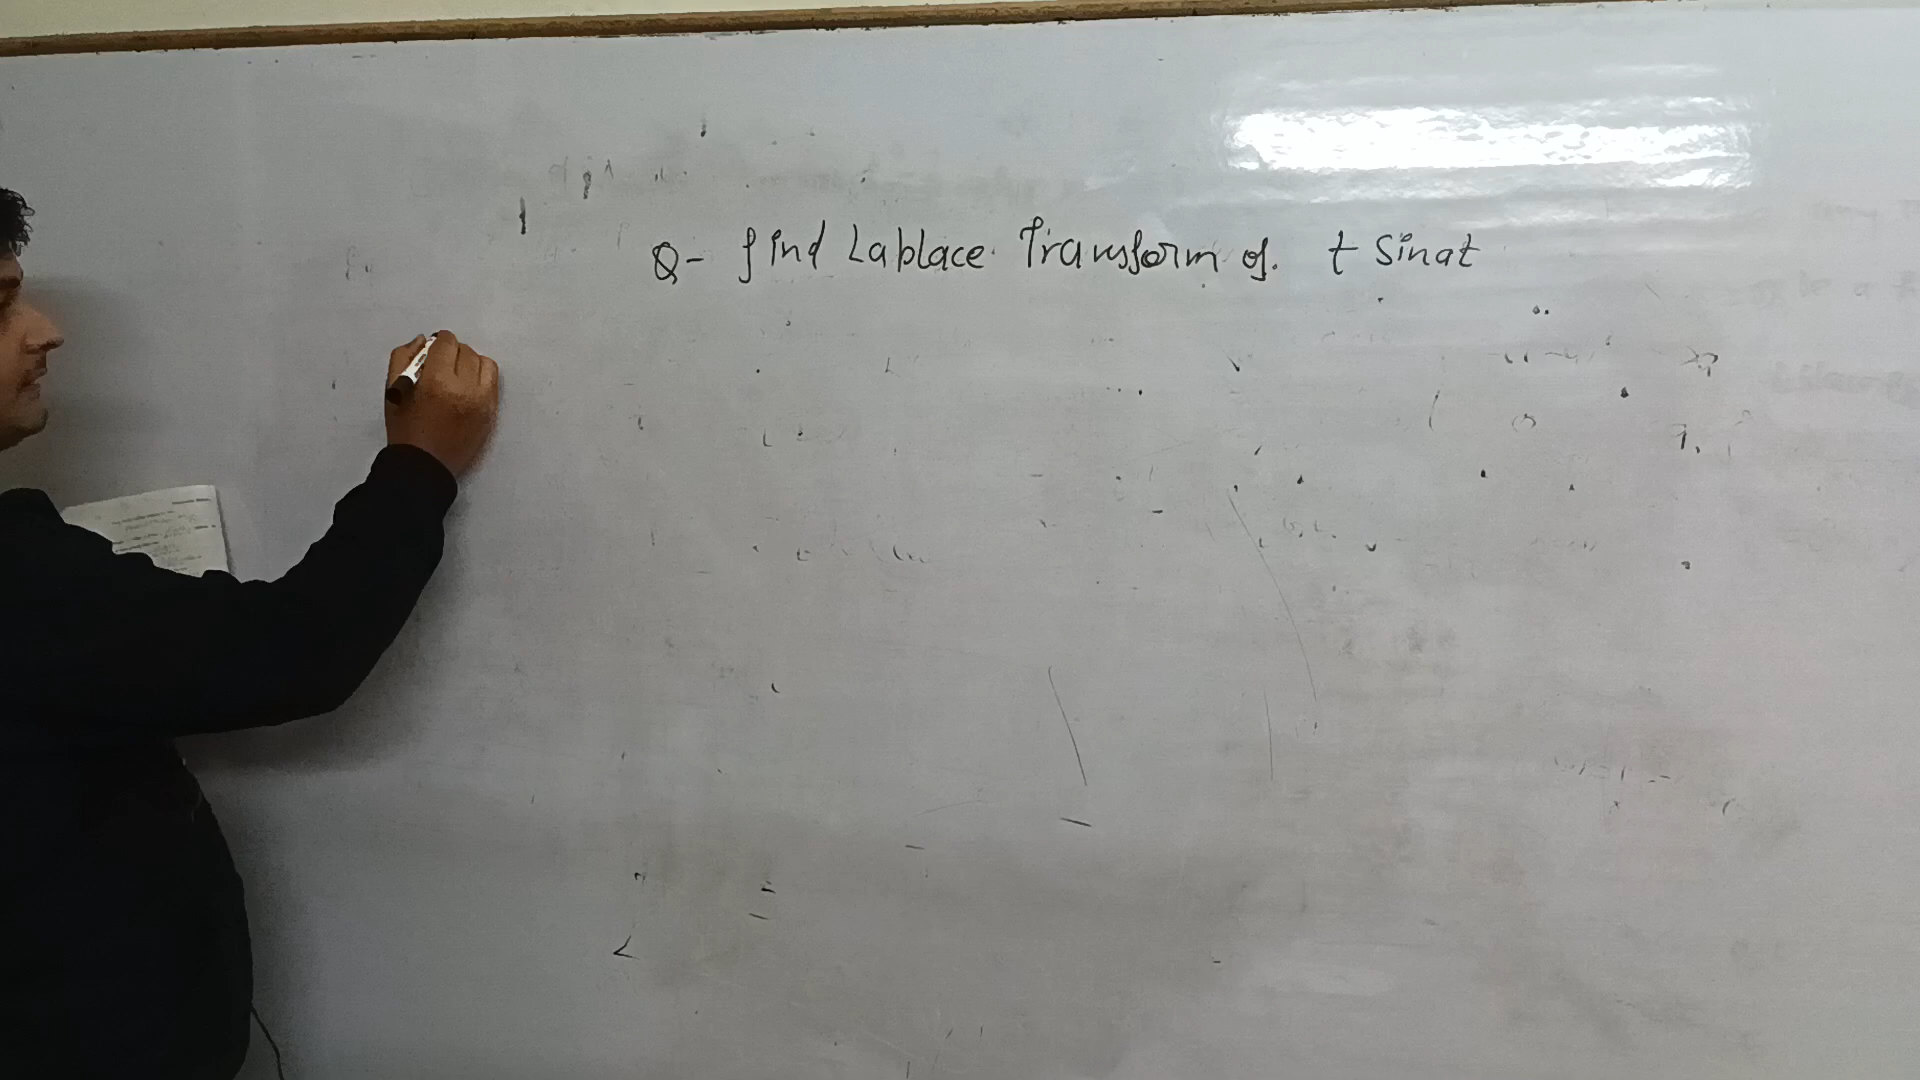 Q- find Lablace Transform of. t Sinat